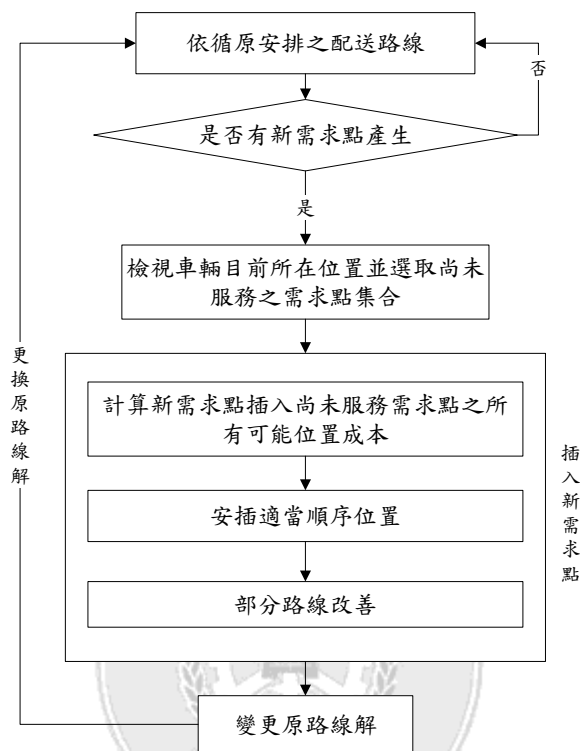 依循原安排之配送路線
否
是否有新需求點產生
是
檢視車輛目前所在位置並選取尚未
服務之需求點集合
更換原路線解
計算新需求點插入尚未服務需求點之所
有可能位置成本
安插適當順序位置
部分路線改善
插入新需求點
變更原路線解